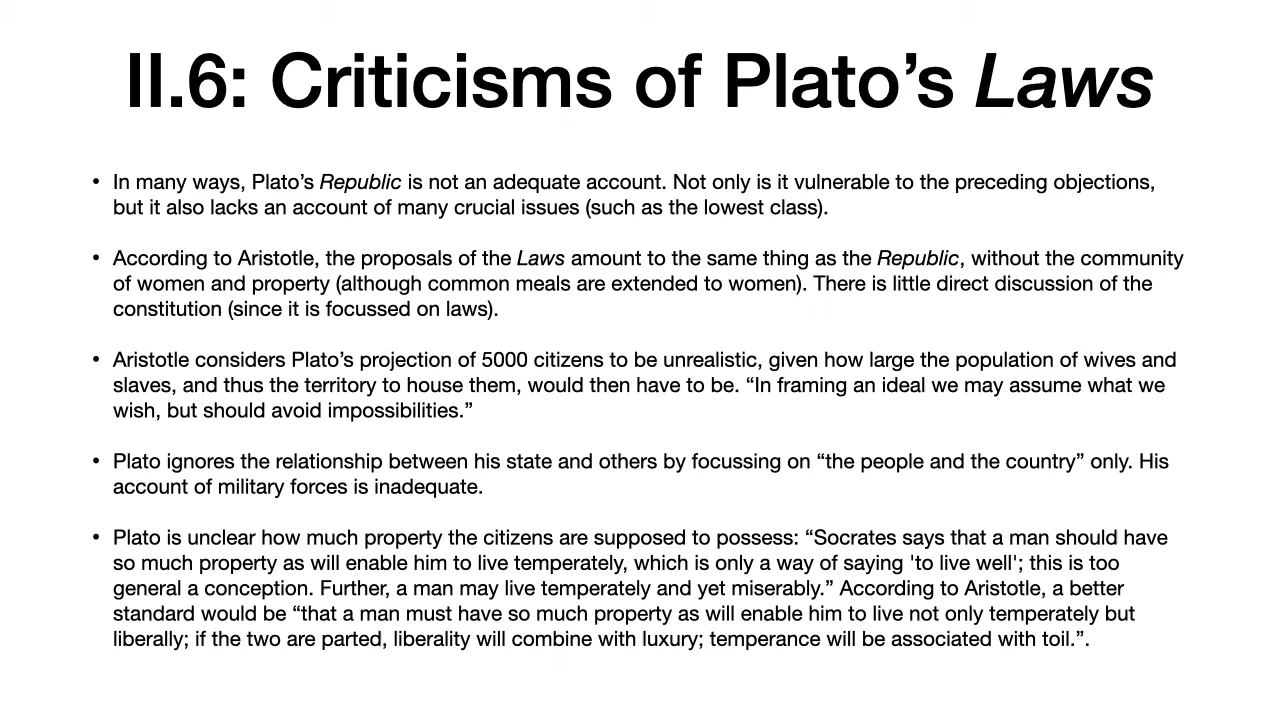 II.6: Criticisms of Plato’s Laws
• In many ways, Plato’s Republic is not an adequate account. Not only is it vulnerable to the preceding objections,
but it also lacks an account of many crucial issues (such as the lowest class).
• According to Aristotle, the proposals of the Laws amount to the same thing as the Republic, without the community
of women and property (although common meals are extended to women). There is little direct discussion of the
constitution (since it is focussed on laws).
• Aristotle considers Plato’s projection of 5000 citizens to be unrealistic, given how large the population of wives and
slaves, and thus the territory to house them, would then have to be. “In framing an ideal we may assume what we
wish, but should avoid impossibilities.”
• Plato ignores the relationship between his state and others by focussing on “the people and the country” only. His
account of military forces is inadequate.
• Plato is unclear how much property the citizens are supposed to possess: “Socrates says that a man should have
so much property as will enable him to live temperately, which is only a way of saying 'to live well'; this is too
general a conception. Further, a man may live temperately and yet miserably.” According to Aristotle, a better
standard would be “that a man must have so much property as will enable him to live not only temperately but
liberally; if the two are parted, liberality will combine with luxury; temperance will be associated with toil.”.